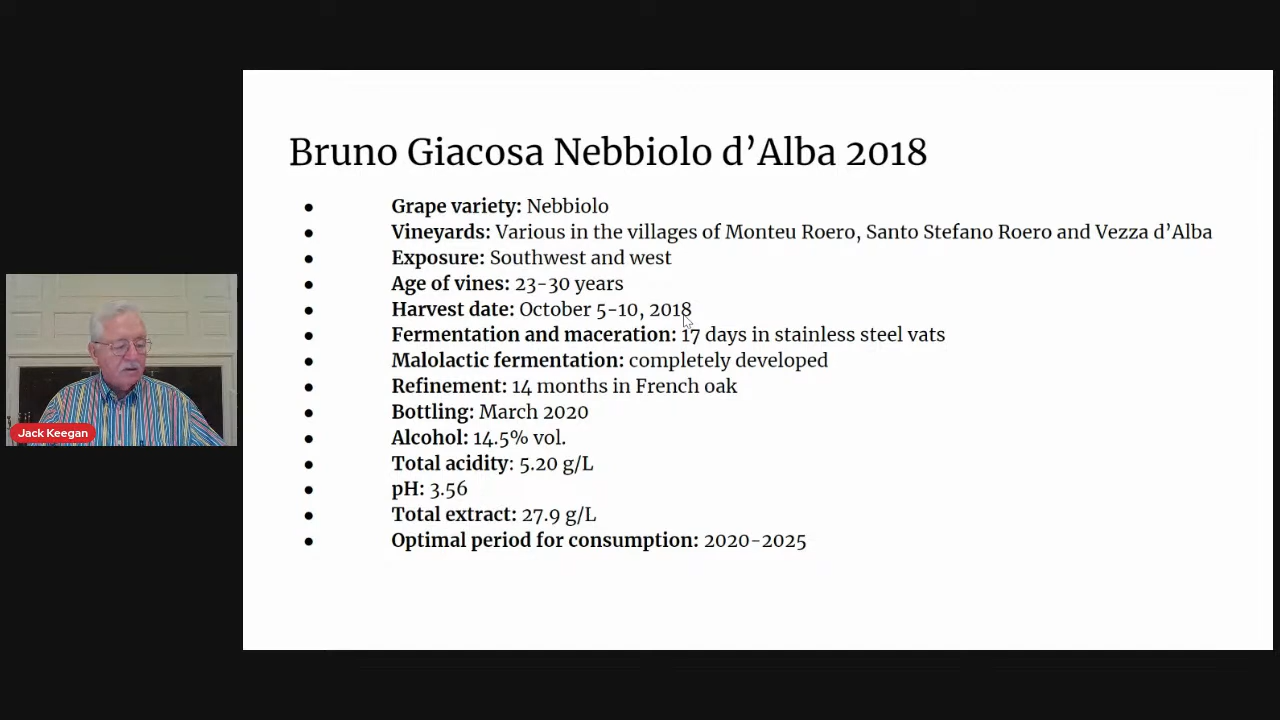 Bruno Giacosa Nebbiolo d’Alba 2018
● Grape variety: Nebbiolo
● Vineyards: Various in the villages of Monteu Roero, Santo Stefano Roero and Vezza d’Alba
● Exposure: Southwest and west
● Age of vines: 23-30 years
● Harvest date: October 5-10, 2018
● Fermentation and maceration: 17 days in stainless steel vats
● Malolactic fermentation: completely developed
● Refinement: 14 months in French oak
● Bottling: March 2020
● Alcohol: 14.5% vol.
● Total acidity: 5.20 g/L
● pH: 3.56
● Total extract: 27.9 g/L
● Optimal period for consumption: 2020-2025
Jack Keegan